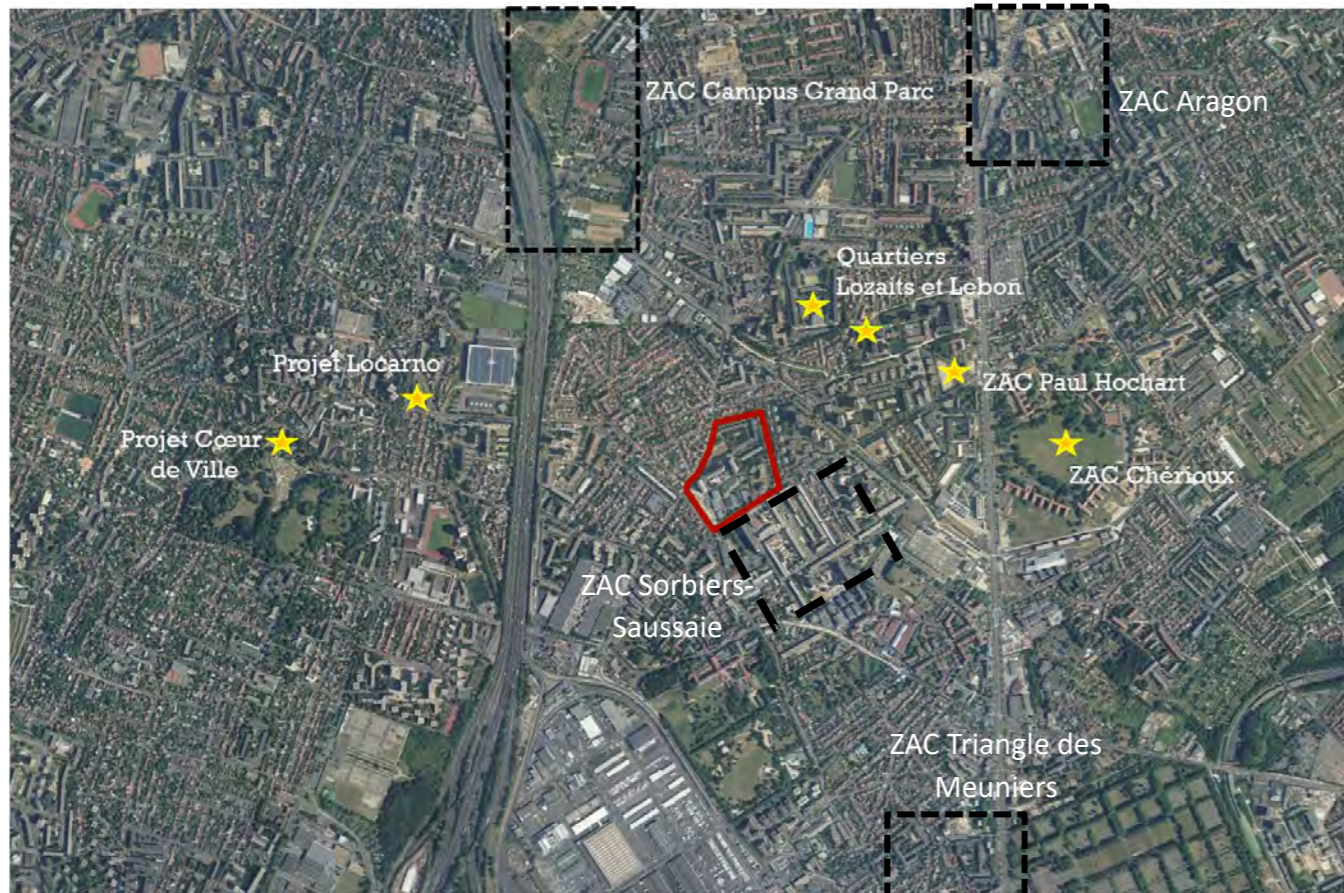 ZAC Campus Grand Parc
ZAC Aragon
Quartiers
Lozaits et Lebon
Projet Locarno
ZAC Paul Hochart
Projet Cœur
de Ville
ZAC Chérioux
ZAC Sorbiers-
Saussaie
ZAC Triangle des
Meuniers